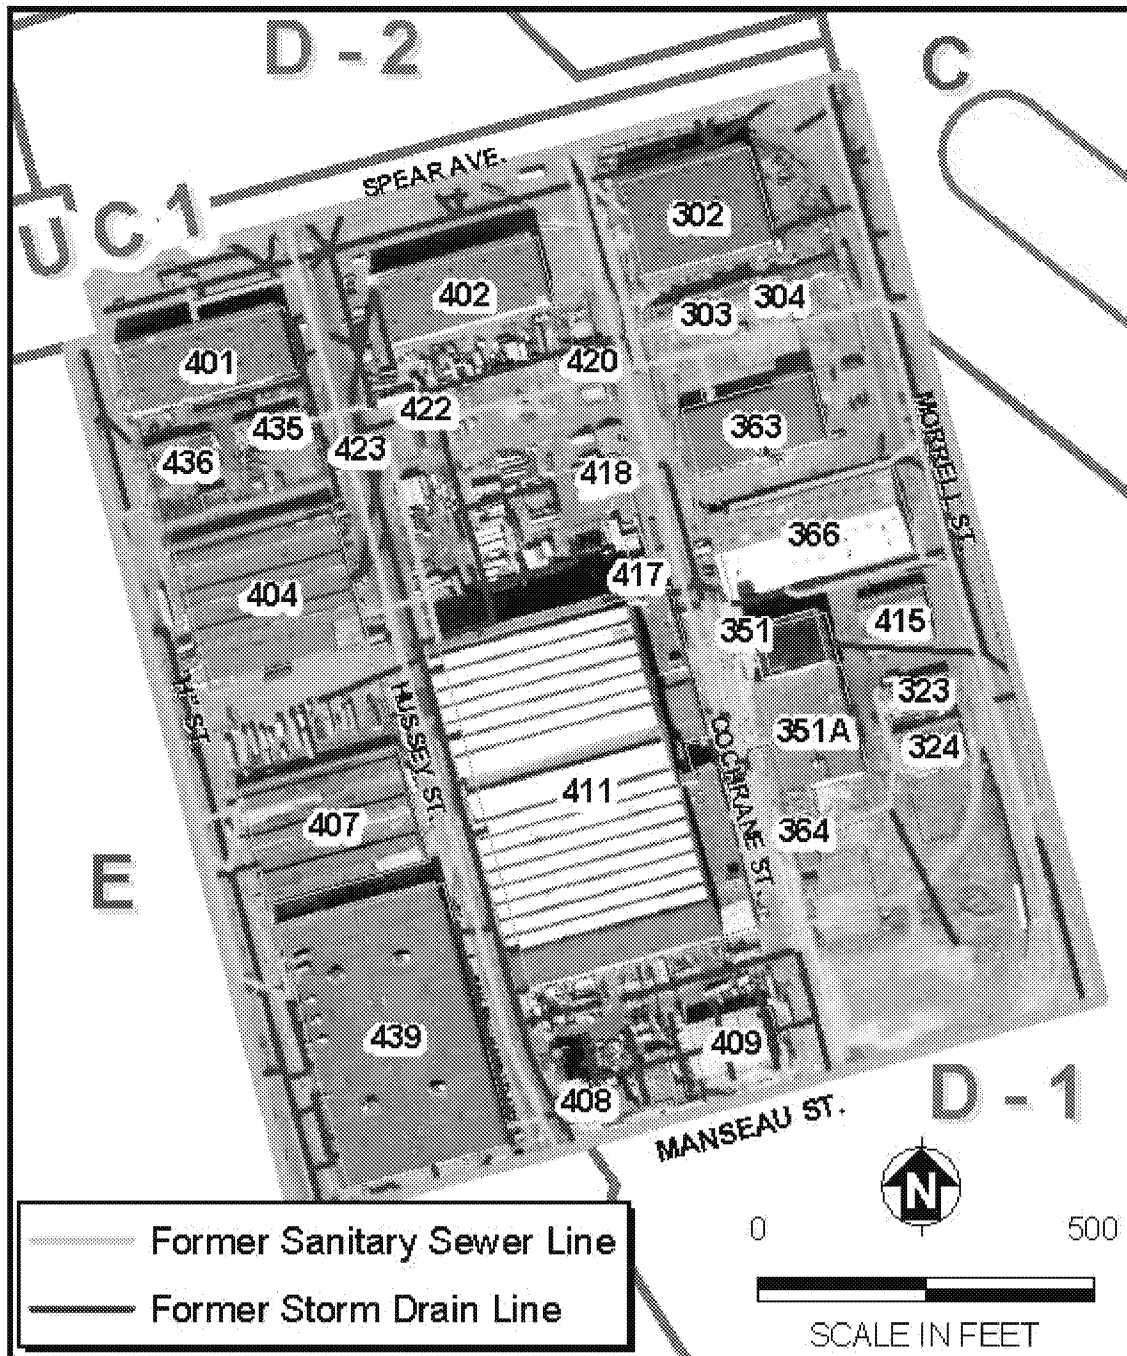 D - 2
C
SPEAR AVE.
UC 1
302
402
304
303
401
420
422
435
363
423
436
418
MORRELL ST.
366
417
404
351
415
323
"H" ST.
HUSSEY ST.
COCHRANE ST.
351A
324
411
407
364
E
439
409
408
D - 1
MANSEAU ST.
N
0 500
SCALE IN FEET
Former Sanitary Sewer Line
Former Storm Drain Line